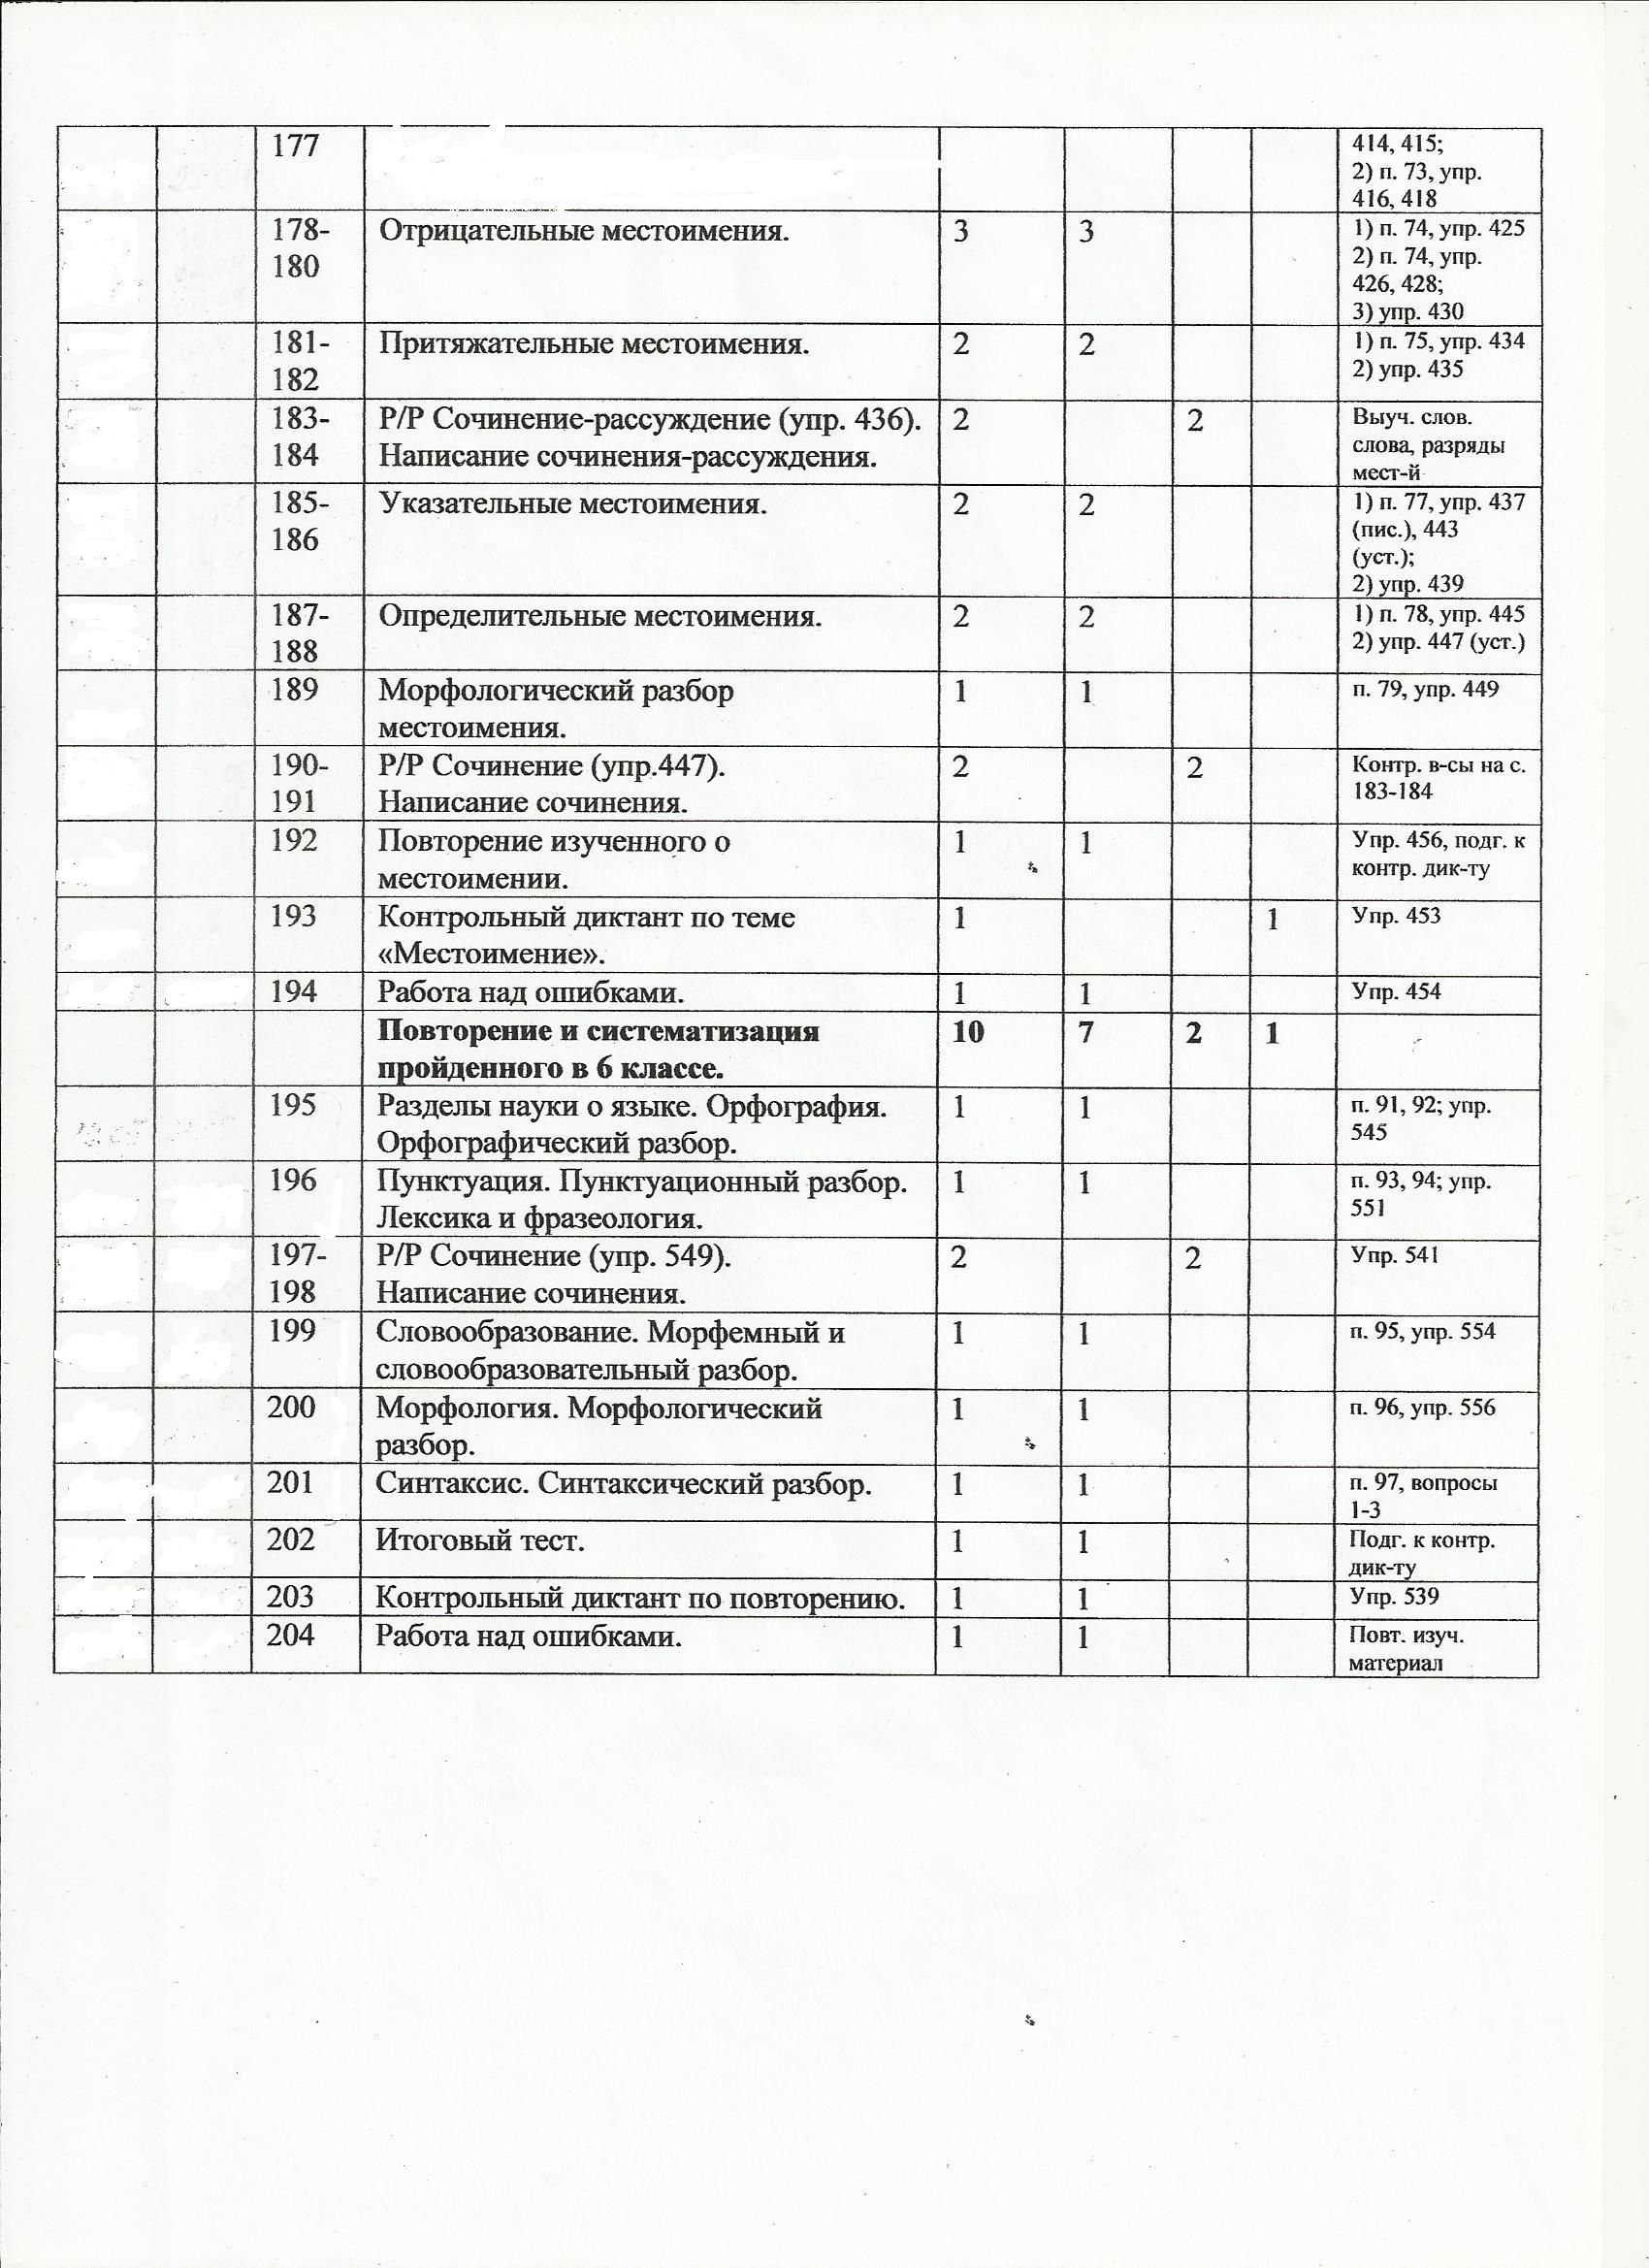 177
414, 415;
2) п. 73, упр.
416, 418
178-
180
Отрицательные местоимения.
3
3
1) п. 74, упр. 425
2) п. 74, упр.
426, 428;
3) упр. 430
181-
182
Притяжательные местоимения.
2
2
1) п. 75, упр. 434
2) упр. 435
183-
184
Р/Р Сочинение-рассуждение (упр. 436).
Написание сочинения-рассуждения.
2
2
Выуч. слов.
слова, разряды
мест-й
185-
186
Указательные местоимения.
2
2
1) п. 77, упр. 437
(пис.), 443
(уст.);
2) упр. 439
187-
188
Определительные местоимения.
2
2
1) п. 78, упр. 445
2) упр. 447 (уст.)
189
Морфологический разбор
местоимения.
1
1
п. 79, упр. 449
190-
191
Р/Р Сочинение (упр.447).
Написание сочинения.
2
2
Контр. в-сы на с.
183-184
192
Повторение изученного о
местоимении.
1
1
Упр. 456, подг. к
контр. дик-ту
193
Контрольный диктант по теме
«Местоимение».
1
1
Упр. 453
194
Работа над ошибками.
1
1
Упр. 454
Повторение и систематизация
пройденного в 6 классе.
10
7
2
1
195
Разделы науки о языке. Орфография.
Орфографический разбор.
1
1
п. 91, 92; упр.
545
196
Пунктуация. Пунктуационный разбор.
Лексика и фразеология.
1
1
п. 93, 94; упр.
551
197-
198
Р/Р Сочинение (упр. 549).
Написание сочинения.
2
2
Упр. 541
199
Словообразование. Морфемный и
словообразовательный разбор.
1
1
п. 95, упр. 554
200
Морфология. Морфологический
разбор.
1
1
п. 96, упр. 556
201
Синтаксис. Синтаксический разбор.
1
1
п. 97, вопросы
1-3
202
Итоговый тест.
1
1
Подг. к контр.
дик-ту
203
Контрольный диктант по повторению.
1
1
Упр. 539
204
Работа над ошибками.
1
1
Повт. изуч.
материал